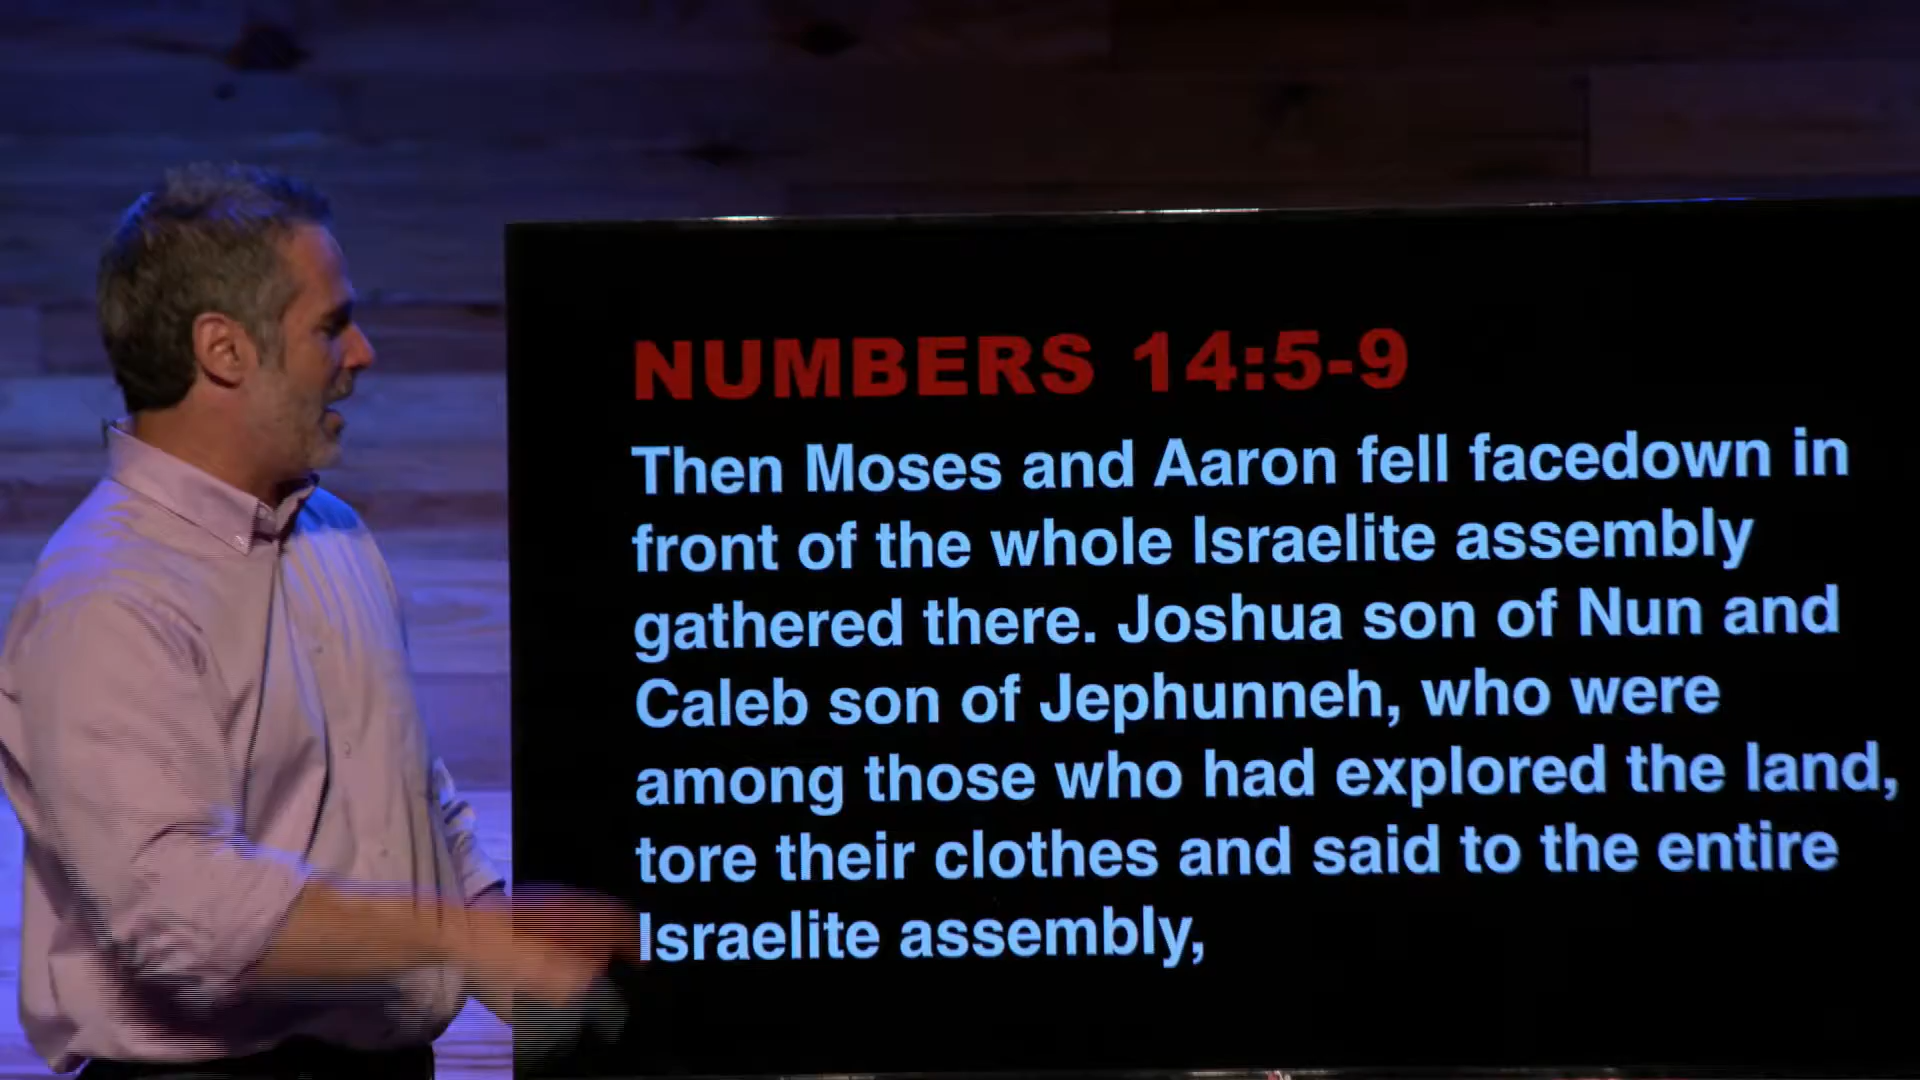 NUMBERS 14:5-9
Then Moses and Aaron fell facedown in
front of the whole Israelite assembly
gathered there. Joshua son of Nun and
Caleb son of Jephunneh, who were
among those who had explored the land,
tore their clothes and said to the entire
Israelite assembly,